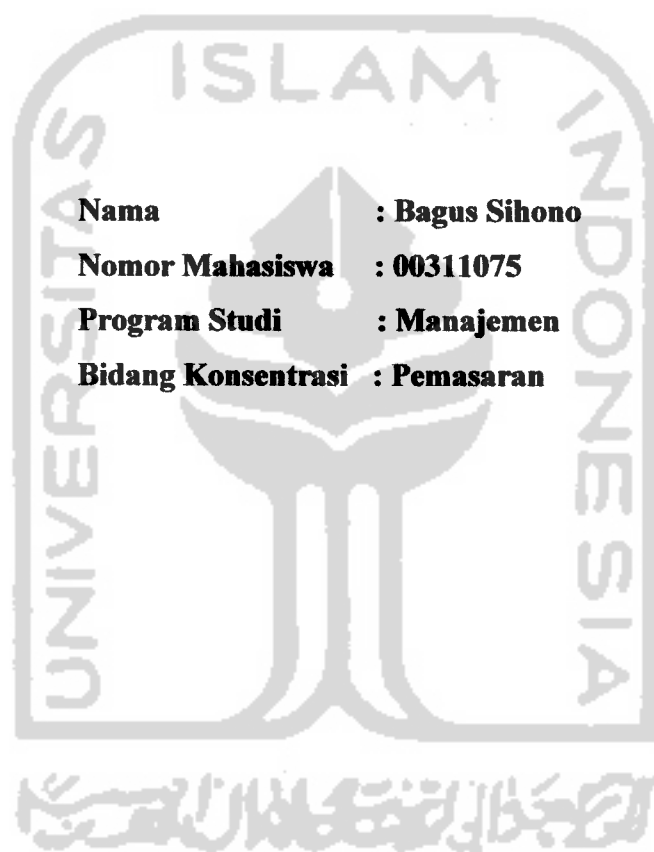 UNIVERSITAS ISLAM INDONESIA
Nama : Bagus Sihono
Nomor Mahasiswa : 00311075
Program Studi : Manajemen
Bidang Konsentrasi : Pemasaran